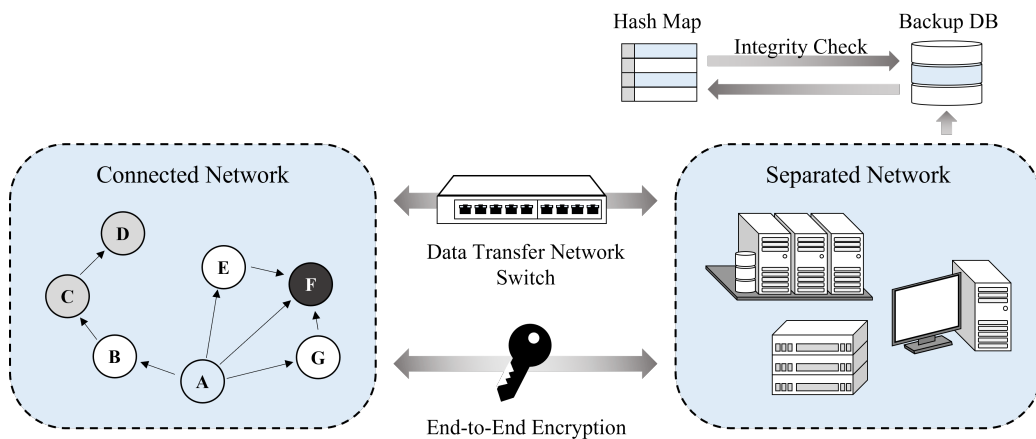 Hash Map
Backup DB
Integrity Check
Connected Network
Separated Network
D
E
F
C
B
A
G
Data Transfer Network
Switch
End-to-End Encryption